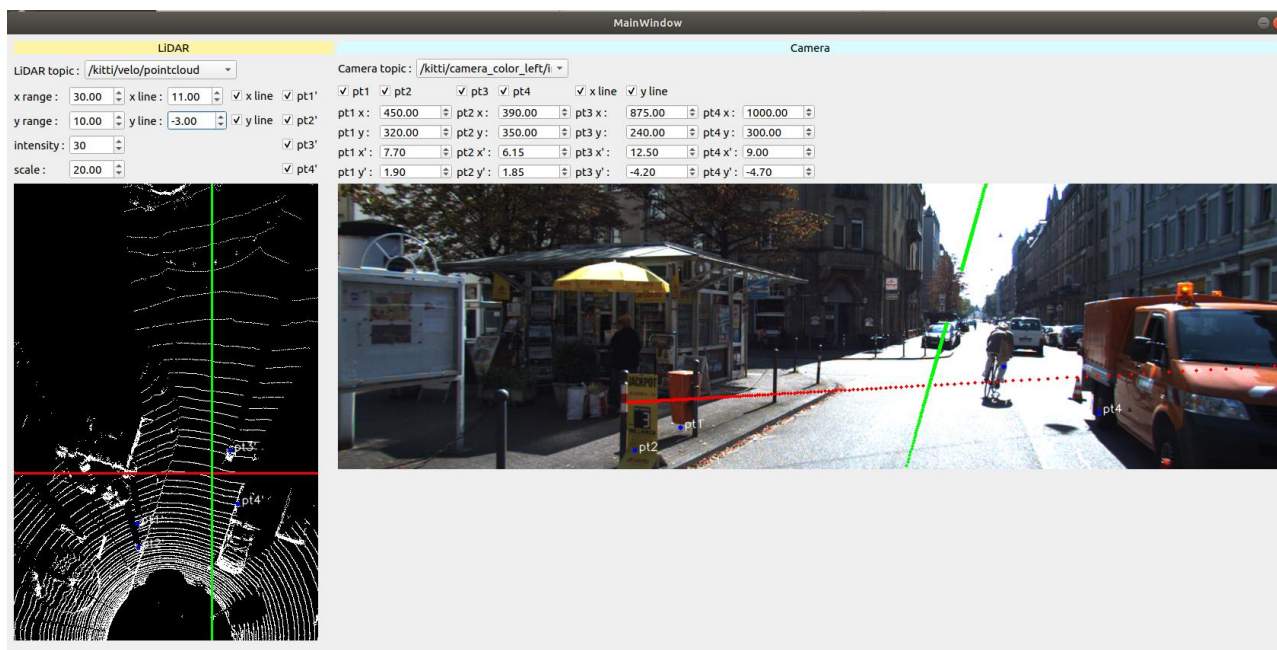 MainWindow
LiDAR
Camera
LiDAR topic : /kitti/velo/pointcloud
Camera topic : /kitti/camera_color_left/i
x range : 30.00 x line : 11.00 x line pt1'
y range : 10.00 y line : -3.00 y line pt2'
intensity : 30 pt3'
scale : 20.00 pt4'
pt1 pt2 pt3 pt4 x line y line
pt1 x : 450.00 pt2 x : 390.00 pt3 x : 875.00 pt4 x : 1000.00
pt1 y : 320.00 pt2 y : 350.00 pt3 y : 240.00 pt4 y : 300.00
pt1 x' : 7.70 pt2 x' : 6.15 pt3 x' : 12.50 pt4 x' : 9.00
pt1 y' : 1.90 pt2 y' : 1.85 pt3 y' : -4.20 pt4 y' : -4.70
pt3'
pt4'
JACKPOT
pt1
pt2
pt4